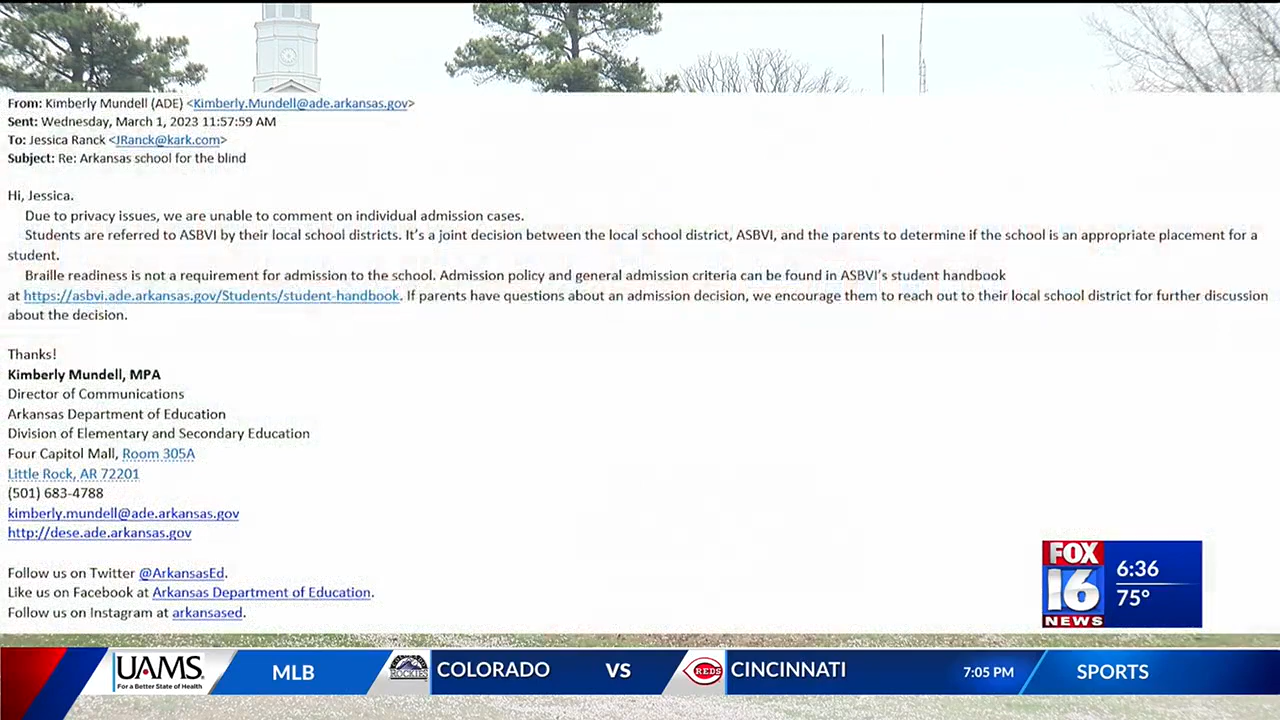 From: Kimberly Mundell (ADE) <Kimberly.Mundell@ade.arkansas.gov>
Sent: Wednesday, March 1, 2023 11:57:59 AM
To: Jessica Ranck <JRanck@kark.com>
Subject: Re: Arkansas school for the blind
Hi, Jessica.
Due to privacy issues, we are unable to comment on individual admission cases.
Students are referred to ASBVI by their local school districts. It's a joint decision between the local school district, ASBVI, and the parents to determine if the school is an appropriate placement for a
student.
Braille readiness is not a requirement for admission to the school. Admission policy and general admission criteria can be found in ASBVI's student handbook
at https://asbvi.ade.arkansas.gov/Students/student-handbook. If parents have questions about an admission decision, we encourage them to reach out to their local school district for further discussion
about the decision.
Thanks!
Kimberly Mundell, MPA
Director of Communications
Arkansas Department of Education
Division of Elementary and Secondary Education
Four Capitol Mall, Room 305A
Little Rock, AR 72201
(501) 683-4788
kimberly.mundell@ade.arkansas.gov
http://dese.ade.arkansas.gov
Follow us on Twitter @ArkansasEd.
Like us on Facebook at Arkansas Department of Education.
Follow us on Instagram at arkansased.
FOX
16
NEWS
6:36
75°
UAMS
For a Better State of Health
MLB
ROCKIES
COLORADO
VS
REDS
CINCINNATI
7:05 PM
SPORTS